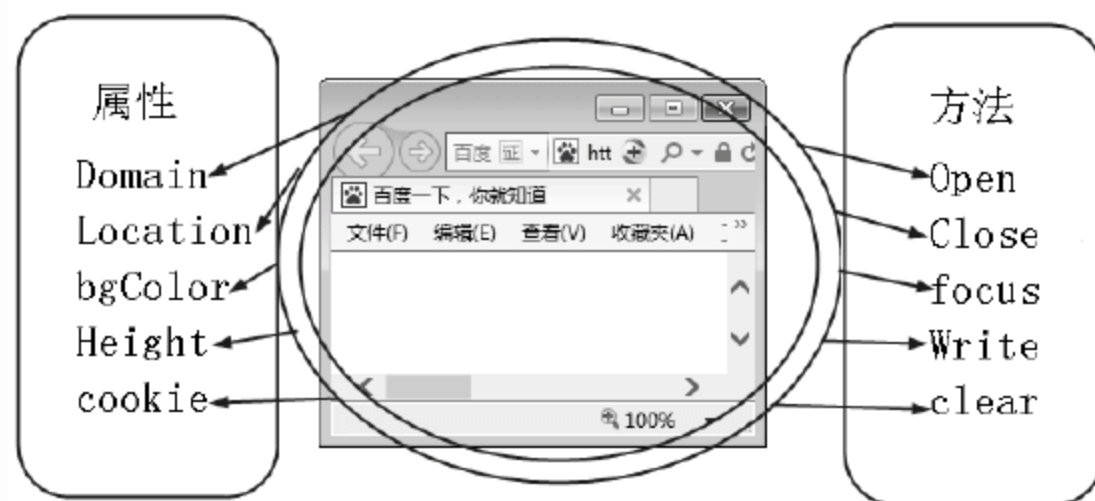 属性
Domain
Location
bgColor
Height
cookie
百度 证 htt
百度一下，你就知道
文件(F) 编辑(E) 查看(V) 收藏夹(A)
100%
方法
Open
Close
focus
Write
clear